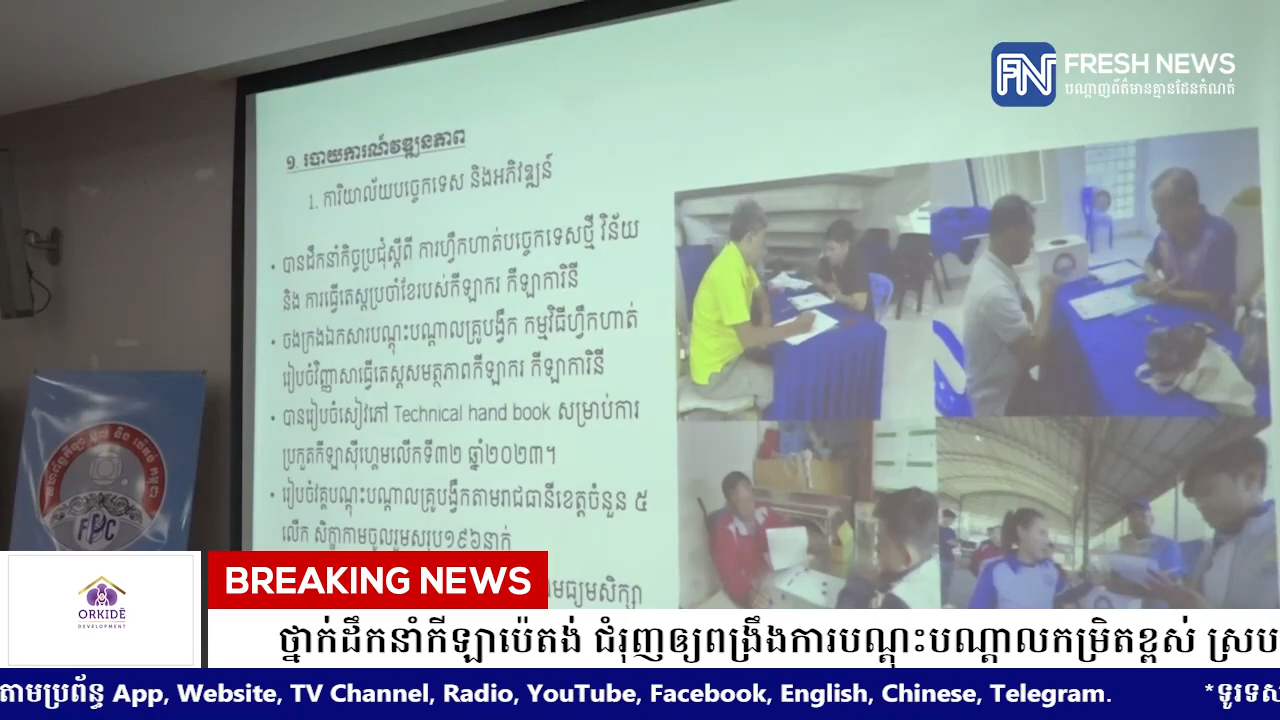 FRESH NEWS
បណ្តាញព័ត៌មានគ្មានដែនកំណត់
១. របាយការណ៍វឌ្ឍនភាព
1. ការិយាល័យបច្ចេកទេស និងអភិវឌ្ឍន៍
• បានដឹកនាំកិច្ចប្រជុំស្តីពី ការហ្វឹកហាត់បច្ចេកទេសថ្មី វិន័យ
និង ការធ្វើតេស្តប្រចាំខែរបស់កីឡាករ កីឡាការិនី
• ចងក្រងឯកសារបណ្តុះបណ្តាលគ្រូបង្វឹក កម្មវិធីហ្វឹកហាត់
រៀបចំវិញ្ញាសាធ្វើតេស្តសមត្ថភាពកីឡាករ កីឡាការិនី
• បានរៀបចំសៀវភៅ Technical hand book សម្រាប់ការ
ប្រកួតកីឡាស៊ីហ្គេមលើកទី៣២ ឆ្នាំ២០២៣។
• រៀបចំវគ្គបណ្តុះបណ្តាលគ្រូបង្វឹកតាមរាជធានីខេត្តចំនួន ៥
លើក សិក្ខាកាមចូលរួមសរុប១៩៦នាក់
មធ្យមសិក្សា
FPC
ORKIDĒ
DEVELOPMENT
BREAKING NEWS
ថ្នាក់ដឹកនាំកីឡាប៉េតង់ ជំរុញឲ្យពង្រឹងការបណ្តុះបណ្តាលកម្រិតខ្ពស់ ស្រប
តាមប្រព័ន្ធ App, Website, TV Channel, Radio, YouTube, Facebook, English, Chinese, Telegram. *ទូរទស